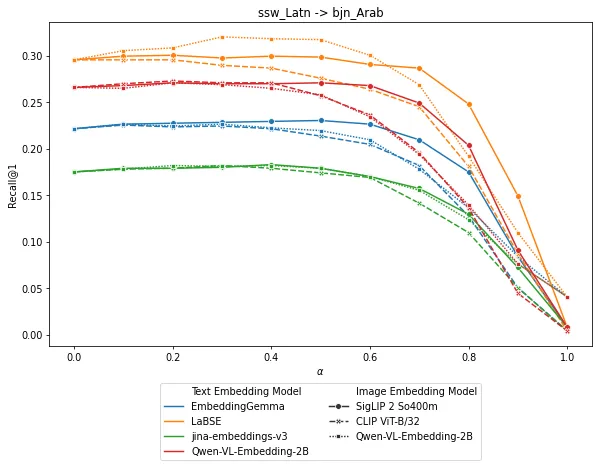 ssw_Latn -> bjn_Arab
Recall@1
0.30
0.25
0.20
0.15
0.10
0.05
0.00
0.0 0.2 0.4 0.6 0.8 1.0
α
Text Embedding Model Image Embedding Model
EmbeddingGemma SigLIP 2 So400m
LaBSE CLIP ViT-B/32
jina-embeddings-v3 Qwen-VL-Embedding-2B
Qwen-VL-Embedding-2B